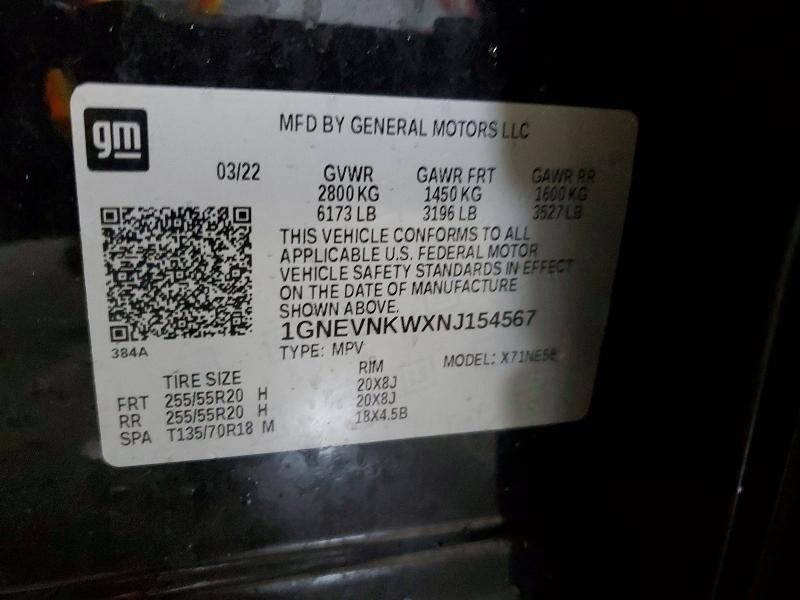 gm
MFD BY GENERAL MOTORS LLC
03/22 GVWR GAWR FRT GAWR RR
2800 KG 1450 KG 1600 KG
6173 LB 3196 LB 3527 LB
THIS VEHICLE CONFORMS TO ALL
APPLICABLE U.S. FEDERAL MOTOR
VEHICLE SAFETY STANDARDS IN EFFECT
ON THE DATE OF MANUFACTURE
SHOWN ABOVE.
1GNEVNKWXNJ154567
384A
TYPE: MPV MODEL:
TIRE SIZE RIM
FRT 255/55R20 H 20X8J
RR 255/55R20 H 20X8J
SPA T135/70R18 M 18X4.5B